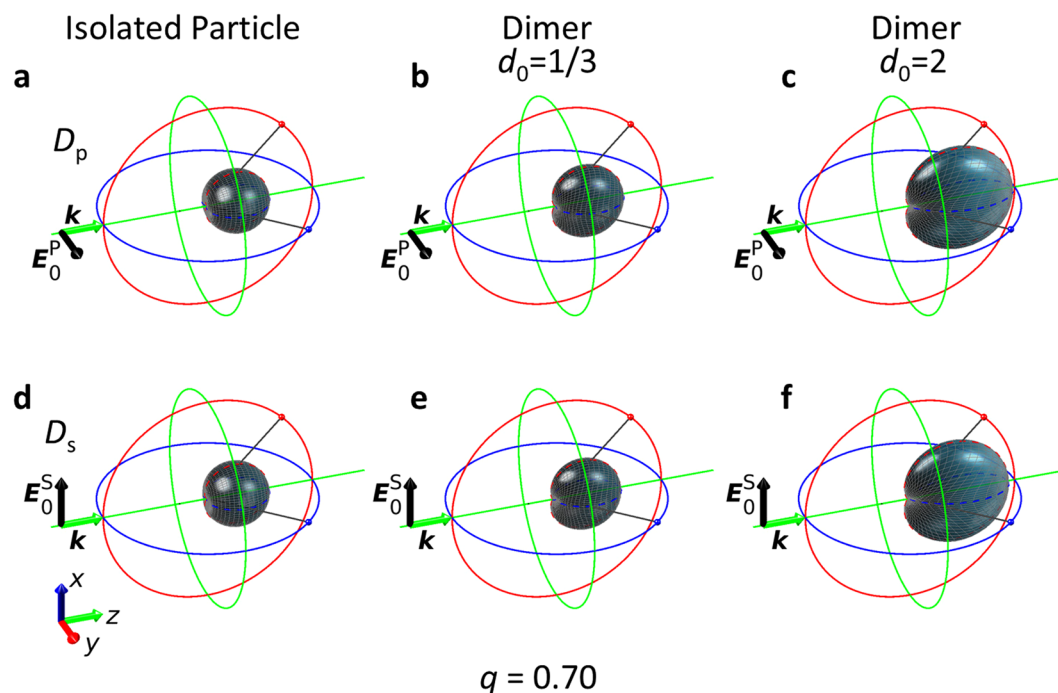 Isolated Particle
Dimer
d₀=1/3
Dimer
d₀=2
a
b
c
Dₚ
k
E₀ᴾ
k
E₀ᴾ
k
E₀ᴾ
d
e
f
Dₛ
E₀ˢ
k
E₀ˢ
k
E₀ˢ
k
x
z
y
q = 0.70